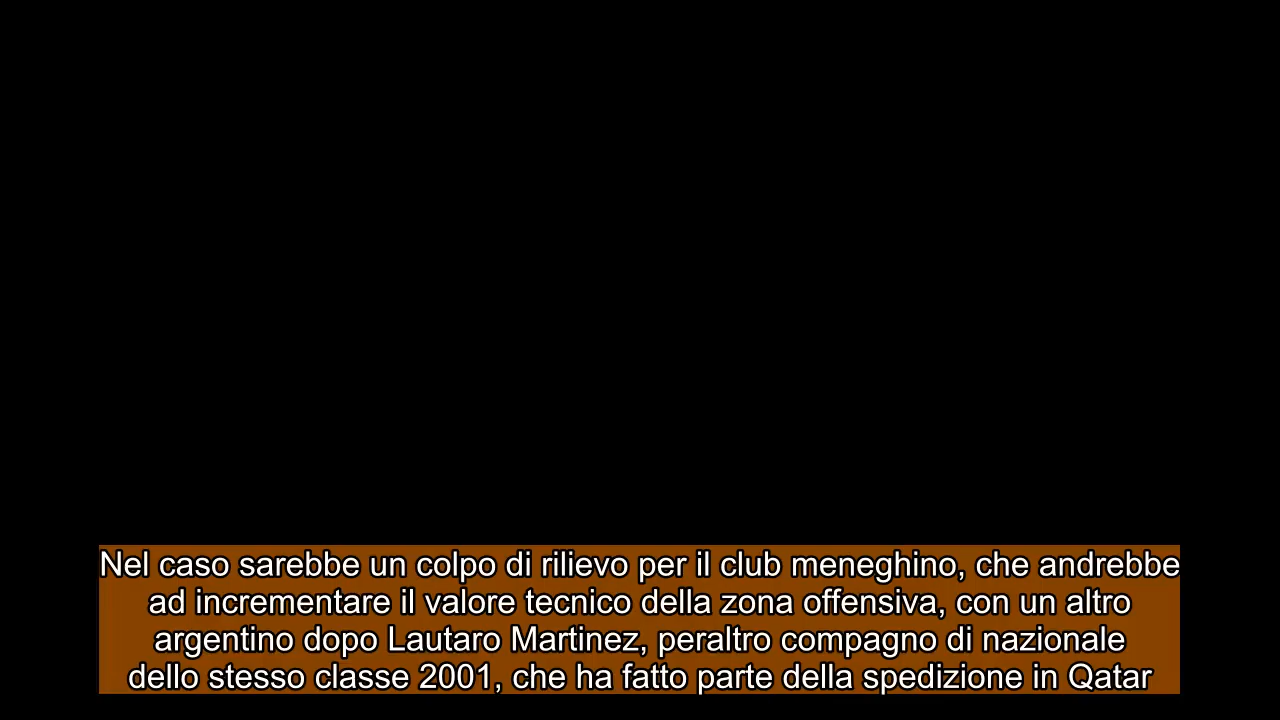 Nel caso sarebbe un colpo di rilievo per il club meneghino, che andrebbe
ad incrementare il valore tecnico della zona offensiva, con un altro
argentino dopo Lautaro Martinez, peraltro compagno di nazionale
dello stesso classe 2001, che ha fatto parte della spedizione in Qatar